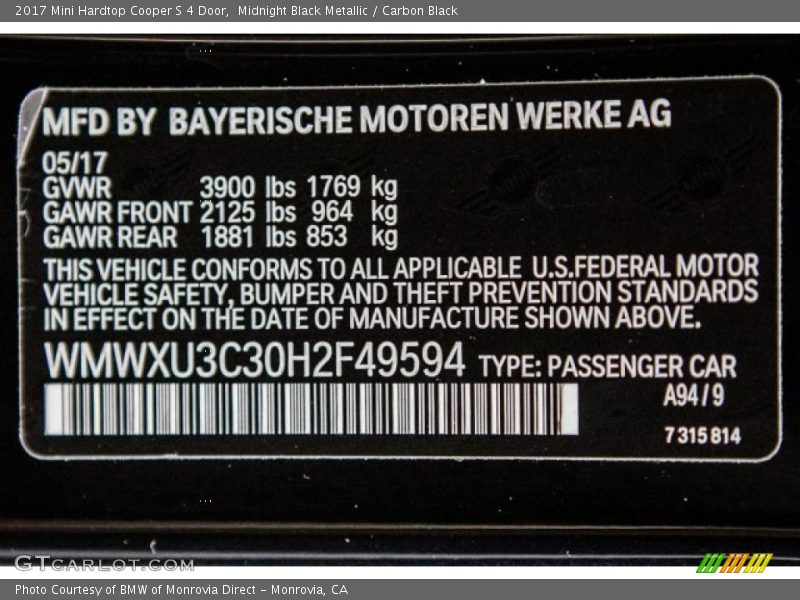 2017 Mini Hardtop Cooper S 4 Door, Midnight Black Metallic / Carbon Black
MFD BY BAYERISCHE MOTOREN WERKE AG
05/17
GVWR 3900 lbs 1769 kg
GAWR FRONT 2125 lbs 964 kg
GAWR REAR 1881 lbs 853 kg
THIS VEHICLE CONFORMS TO ALL APPLICABLE U.S.FEDERAL MOTOR
VEHICLE SAFETY, BUMPER AND THEFT PREVENTION STANDARDS
IN EFFECT ON THE DATE OF MANUFACTURE SHOWN ABOVE.
WMWXU3C30H2F49594 TYPE: PASSENGER CAR
A94/9
7 315 814
GTCARLOT.COM
Photo Courtesy of BMW of Monrovia Direct - Monrovia, CA